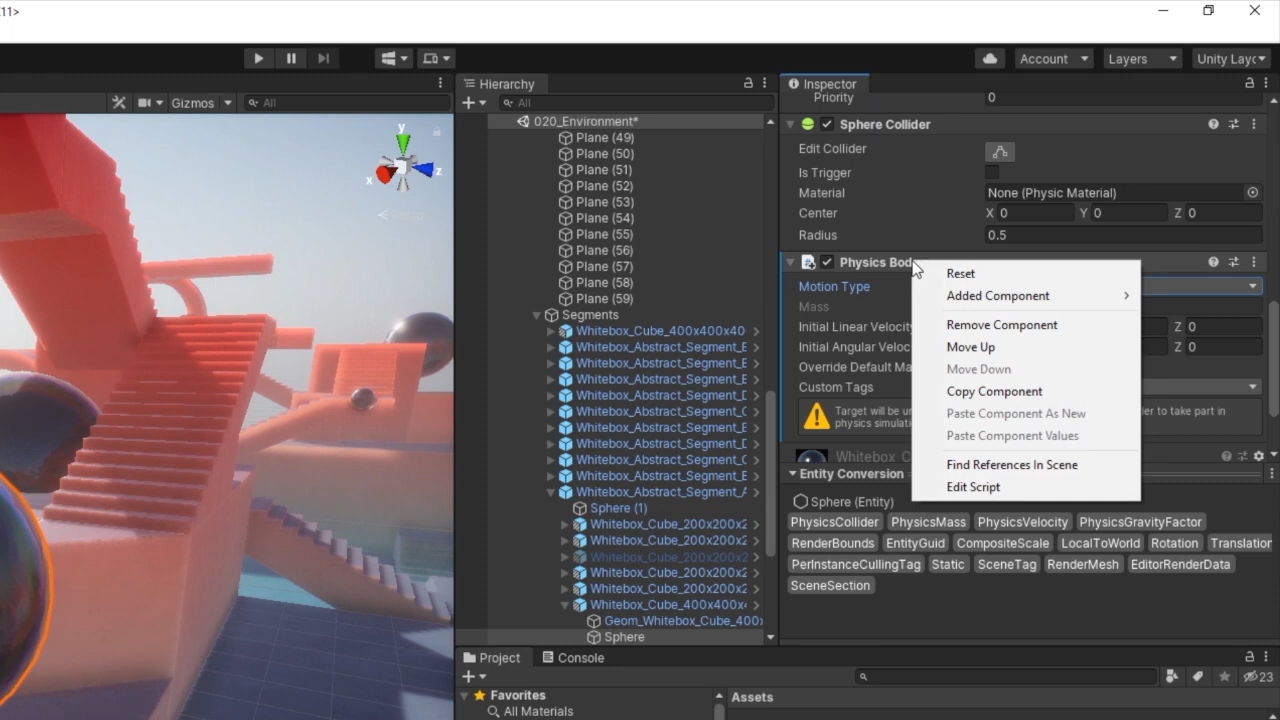 11>
Account
Layers
Unity Layc
Gizmos
All
y
x
z
Hierarchy
All
020_Environment*
Plane (49)
Plane (50)
Plane (51)
Plane (52)
Plane (53)
Plane (54)
Plane (55)
Plane (56)
Plane (57)
Plane (58)
Plane (59)
Segments
Whitebox_Cube_400x400x40
Whitebox_Abstract_Segment_E
Whitebox_Abstract_Segment_E
Whitebox_Abstract_Segment_E
Whitebox_Abstract_Segment_D
Whitebox_Abstract_Segment_C
Whitebox_Abstract_Segment_E
Whitebox_Abstract_Segment_D
Whitebox_Abstract_Segment_C
Whitebox_Abstract_Segment_E
Whitebox_Abstract_Segment_A
Sphere (1)
Whitebox_Cube_200x200x2
Whitebox_Cube_200x200x2
Whitebox_Cube_200x200x2
Whitebox_Cube_200x200x2
Whitebox_Cube_200x200x2
Whitebox_Cube_400x400x4
Geom_Whitebox_Cube_400x
Sphere
Inspector
Priority 0
Sphere Collider
Edit Collider
Is Trigger
Material None (Physic Material)
Center X 0 Y 0 Z 0
Radius 0.5
Physics Bod
Motion Type
Mass
Initial Linear Velocity Z 0
Initial Angular Veloc Z 0
Override Default Ma
Custom Tags
Target will be un
der to take part in
physics simulati
Reset
Added Component
Remove Component
Move Up
Move Down
Copy Component
Paste Component As New
Paste Component Values
Find References In Scene
Edit Script
Whitebox C
Entity Conversion
Sphere (Entity)
PhysicsCollider PhysicsMass PhysicsVelocity PhysicsGravityFactor
RenderBounds EntityGuid CompositeScale LocalToWorld Rotation Translation
PerInstanceCullingTag Static SceneTag RenderMesh EditorRenderData
SceneSection
Project
Console
23
Favorites
All Materials
Assets